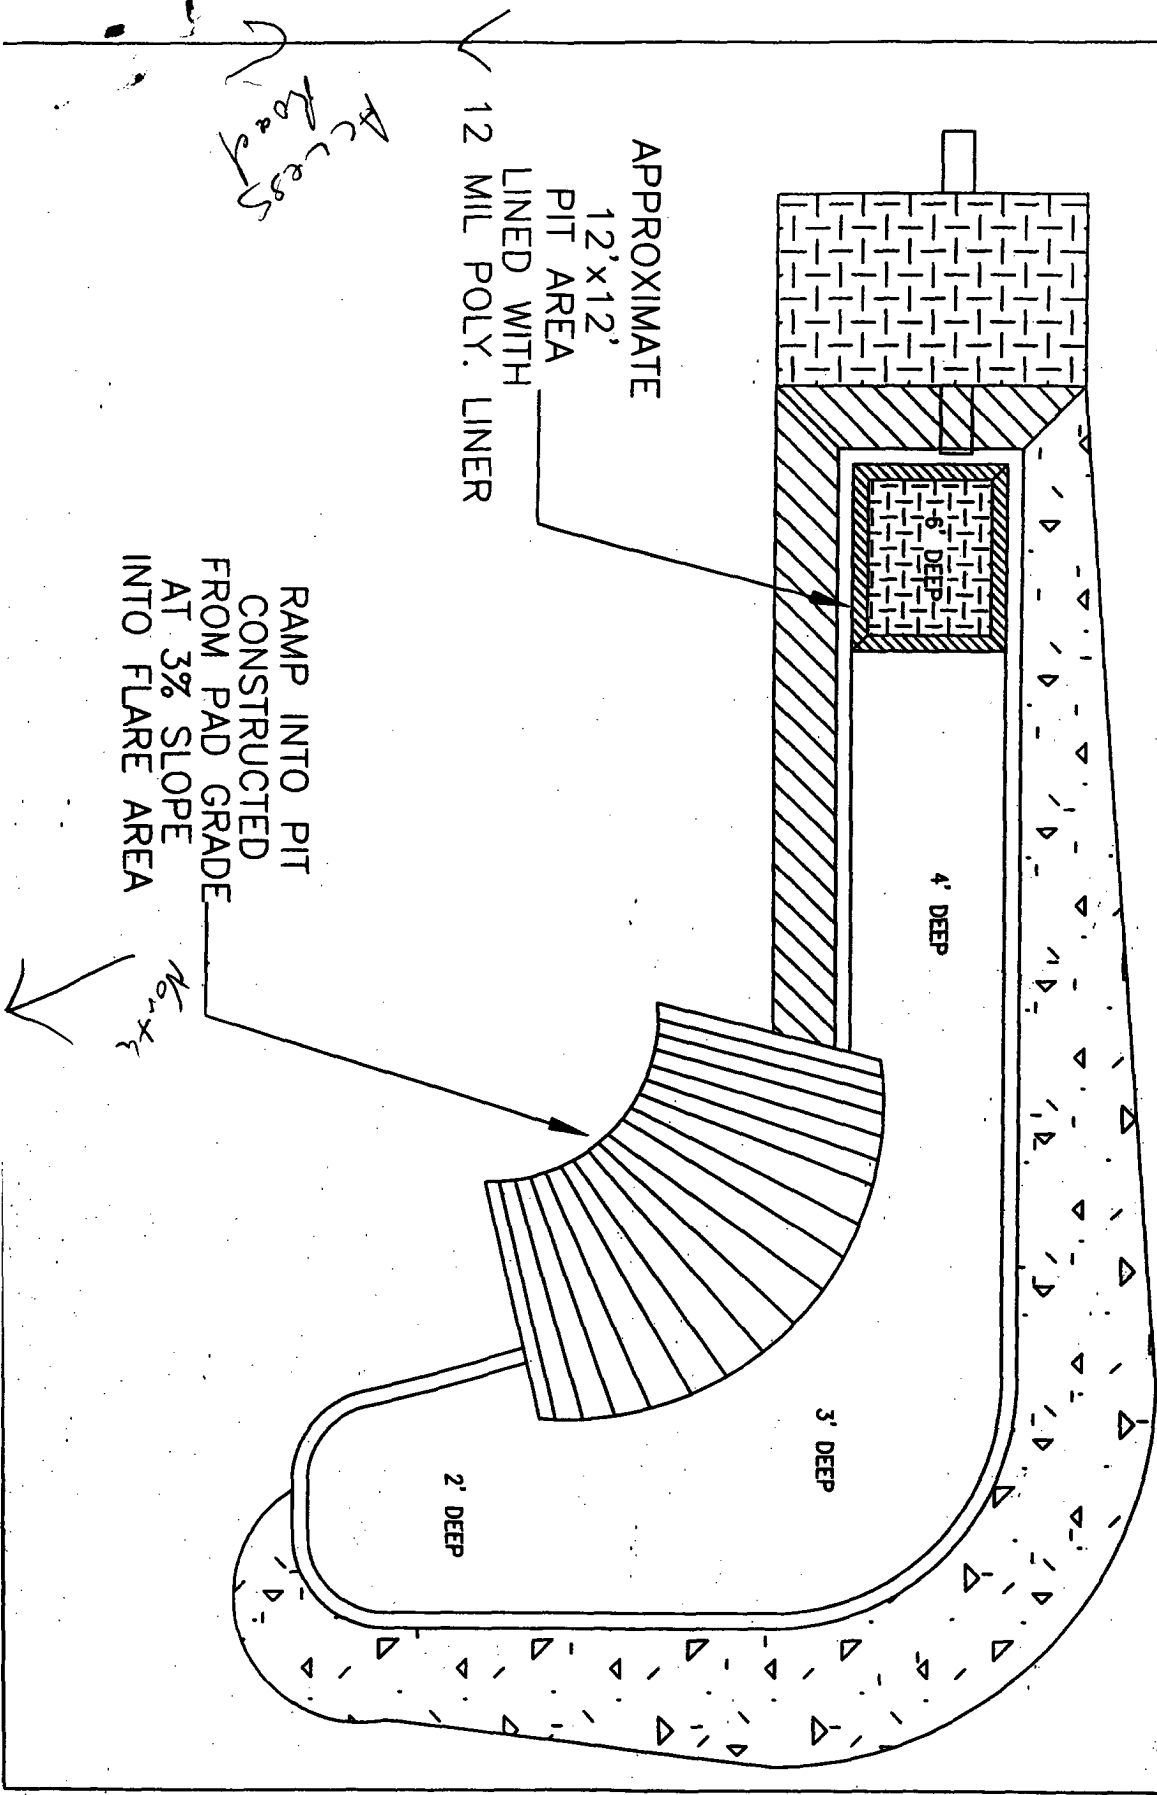 APPROXIMATE
12'x12'
PIT AREA
LINED WITH
12 MIL POLY. LINER
6' DEEP
4' DEEP
3' DEEP
2' DEEP
RAMP INTO PIT
CONSTRUCTED
FROM PAD GRADE
AT 3% SLOPE
INTO FLARE AREA
Access
Road
North